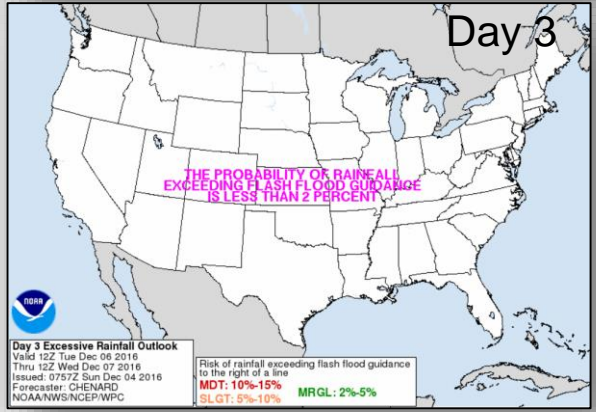 Day 3
THE PROBABILITY OF RAINFALL
EXCEEDING FLASH FLOOD GUIDANCE
IS LESS THAN 2 PERCENT
NOAA
Day 3 Excessive Rainfall Outlook
Valid 12Z Tue Dec 06 2016
Thru 12Z Wed Dec 07 2016
Issued: 0757Z Sun Dec 04 2016
Forecaster: CHENARD
NOAA/NWS/NCEP/WPC
Risk of rainfall exceeding flash flood guidance
to the right of a line
MDT: 10%-15%
SLGT: 5%-10%
MRGL: 2%-5%